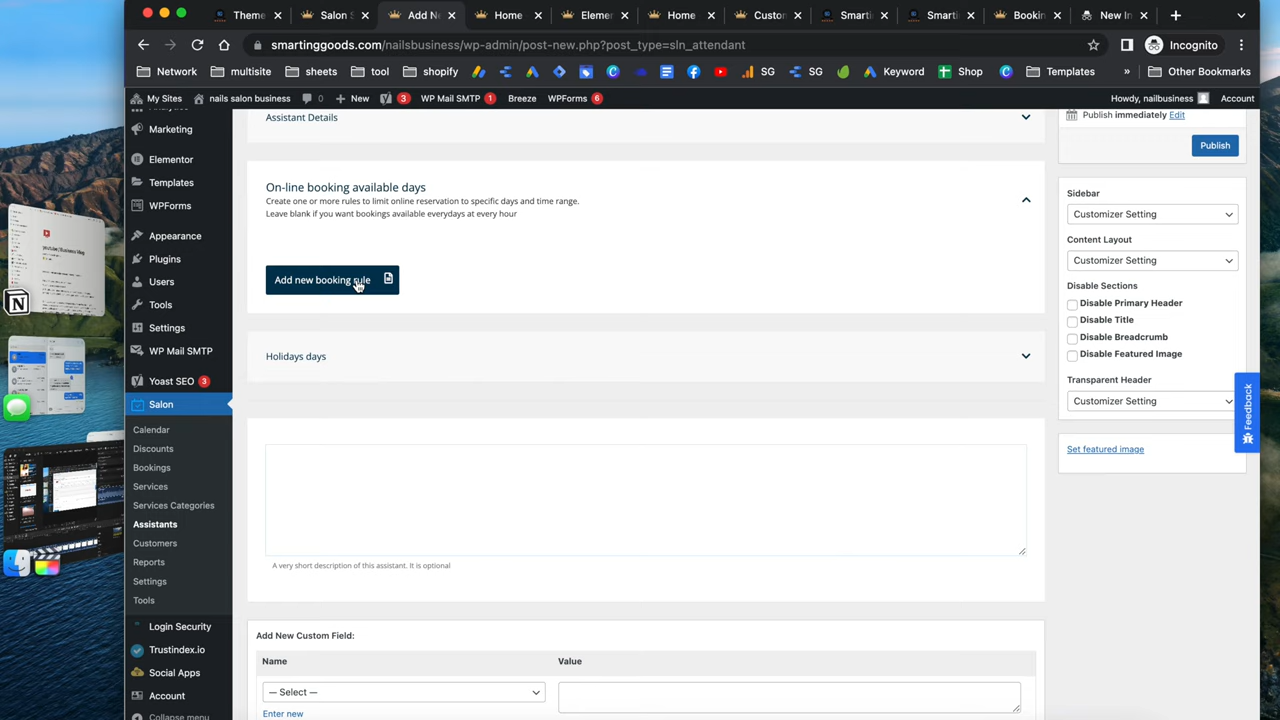 Theme
Salon S
Add N
Home
Elemer
Home
Custon
Smarti
Smarti
Bookin
New In
smartinggoods.com/nailsbusiness/wp-admin/post-new.php?post_type=sln_attendant
Incognito
Network
multisite
sheets
tool
shopify
SG
SG
Keyword
Shop
Templates
»
Other Bookmarks
My Sites
nails salon business
0
New
3
WP Mail SMTP 1
Breeze
WPForms 6
Howdy, nailbusiness
Account
Marketing
Elementor
Templates
WPForms
Appearance
Plugins
Users
Tools
Settings
WP Mail SMTP
Yoast SEO 3
Salon
Calendar
Discounts
Bookings
Services
Services Categories
Assistants
Customers
Reports
Settings
Tools
Login Security
Trustindex.io
Social Apps
Account
Collapse menu
Assistant Details
On-line booking available days
Create one or more rules to limit online reservation to specific days and time range.
Leave blank if you want bookings available everydays at every hour
Add new booking rule
Holidays days
A very short description of this assistant. It is optional
Add New Custom Field:
Name
Value
— Select —
Enter new
Publish immediately Edit
Publish
Sidebar
Customizer Setting
Content Layout
Customizer Setting
Disable Sections
Disable Primary Header
Disable Title
Disable Breadcrumb
Disable Featured Image
Transparent Header
Customizer Setting
Set featured image
Feedback